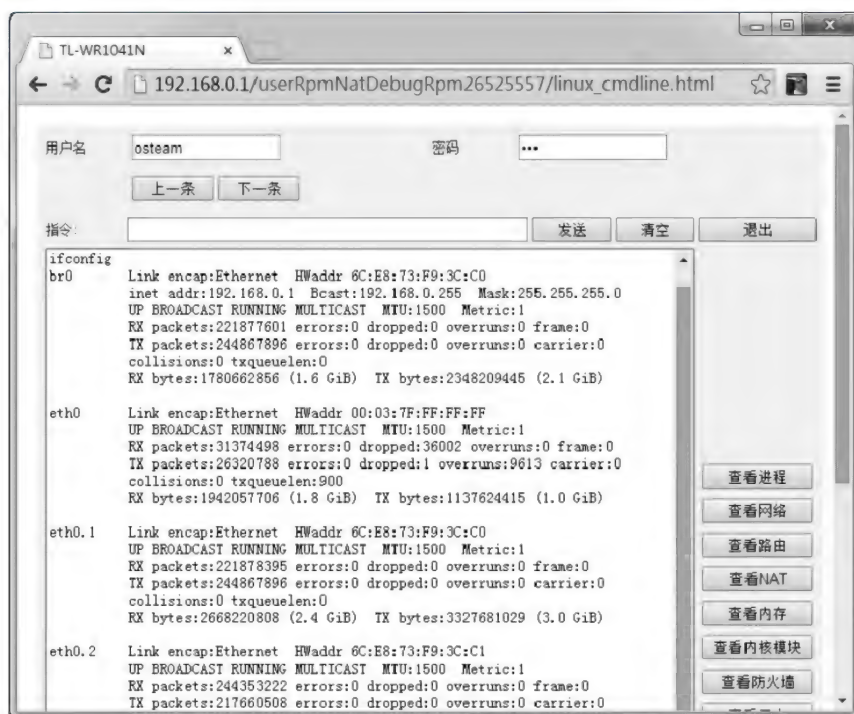 TL-WR1041N
192.168.0.1/userRpmNatDebugRpm26525557/linux_cmdline.html
用户名 osteam 密码 •••
上一条 下一条
指令: 发送 清空 退出
ifconfig
br0 Link encap:Ethernet HWaddr 6C:E8:73:F9:3C:C0
inet addr:192.168.0.1 Bcast:192.168.0.255 Mask:255.255.255.0
UP BROADCAST RUNNING MULTICAST MTU:1500 Metric:1
RX packets:221877601 errors:0 dropped:0 overruns:0 frame:0
TX packets:244867896 errors:0 dropped:0 overruns:0 carrier:0
collisions:0 txqueuelen:0
RX bytes:1780662856 (1.6 GiB) TX bytes:2348209445 (2.1 GiB)
eth0 Link encap:Ethernet HWaddr 00:03:7F:FF:FF:FF
UP BROADCAST RUNNING MULTICAST MTU:1500 Metric:1
RX packets:31374498 errors:0 dropped:36002 overruns:0 frame:0
TX packets:26320788 errors:0 dropped:1 overruns:9613 carrier:0
collisions:0 txqueuelen:900
RX bytes:1942057706 (1.8 GiB) TX bytes:1137624415 (1.0 GiB)
eth0.1 Link encap:Ethernet HWaddr 6C:E8:73:F9:3C:C0
UP BROADCAST RUNNING MULTICAST MTU:1500 Metric:1
RX packets:221878395 errors:0 dropped:0 overruns:0 frame:0
TX packets:244867896 errors:0 dropped:0 overruns:0 carrier:0
collisions:0 txqueuelen:0
RX bytes:2668220808 (2.4 GiB) TX bytes:3327681029 (3.0 GiB)
eth0.2 Link encap:Ethernet HWaddr 6C:E8:73:F9:3C:C1
UP BROADCAST RUNNING MULTICAST MTU:1500 Metric:1
RX packets:244353222 errors:0 dropped:0 overruns:0 frame:0
TX packets:217660508 errors:0 dropped:0 overruns:0 carrier:0
查看进程
查看网络
查看路由
查看NAT
查看内存
查看内核模块
查看防火墙